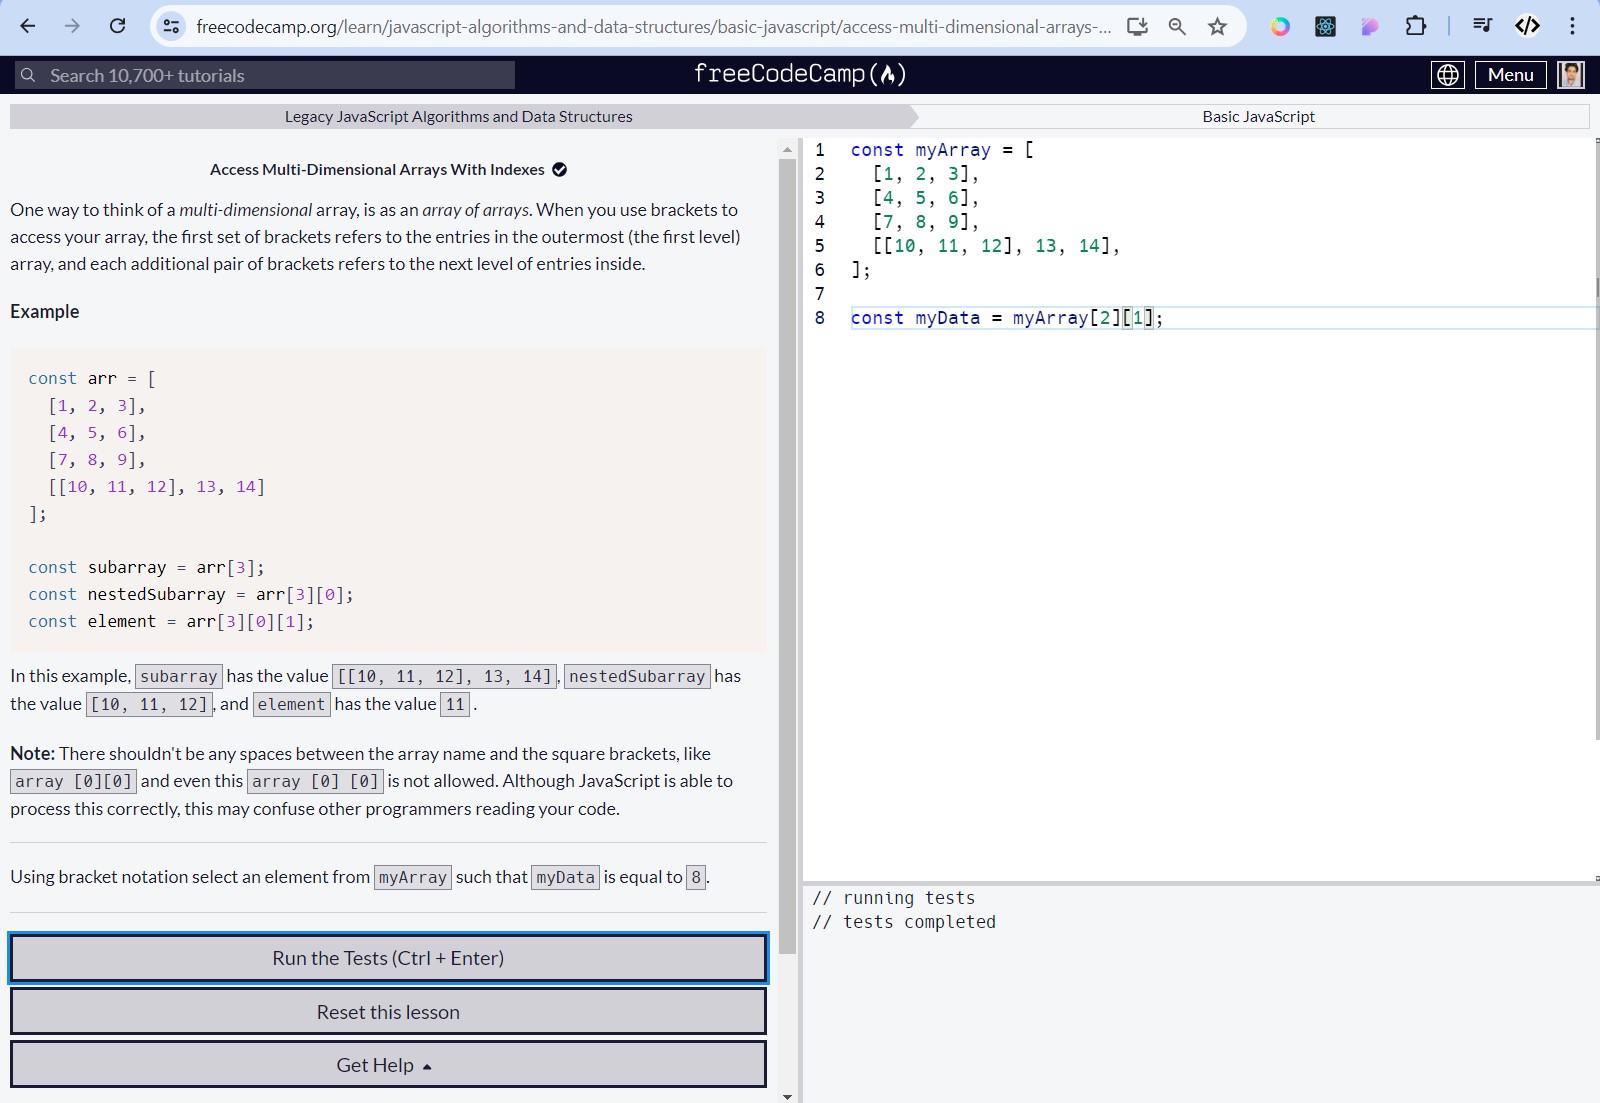 freecodecamp.org/learn/javascript-algorithms-and-data-structures/basic-javascript/access-multi-dimensional-arrays-...
Search 10,700+ tutorials
freeCodeCamp
Menu
Legacy JavaScript Algorithms and Data Structures
Basic JavaScript
Access Multi-Dimensional Arrays With Indexes
One way to think of a multi-dimensional array, is as an array of arrays. When you use brackets to
access your array, the first set of brackets refers to the entries in the outermost (the first level)
array, and each additional pair of brackets refers to the next level of entries inside.
Example
const arr = [
[1, 2, 3],
[4, 5, 6],
[7, 8, 9],
[[10, 11, 12], 13, 14]
];
const subarray = arr[3];
const nestedSubarray = arr[3][0];
const element = arr[3][0][1];
In this example, subarray has the value [[10, 11, 12], 13, 14], nestedSubarray has
the value [10, 11, 12], and element has the value 11 .
Note: There shouldn't be any spaces between the array name and the square brackets, like
array [0][0] and even this array [0] [0] is not allowed. Although JavaScript is able to
process this correctly, this may confuse other programmers reading your code.
Using bracket notation select an element from myArray such that myData is equal to 8.
Run the Tests (Ctrl + Enter)
Reset this lesson
Get Help
1 const myArray = [
2 [1, 2, 3],
3 [4, 5, 6],
4 [7, 8, 9],
5 [[10, 11, 12], 13, 14],
6 ];
7
8 const myData = myArray[2][1];
// running tests
// tests completed